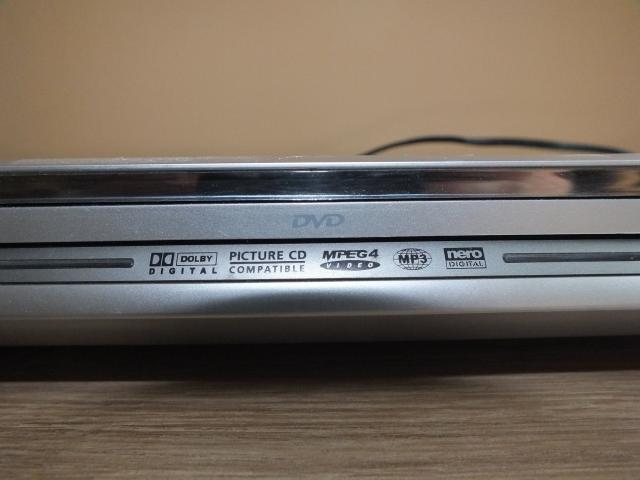 DVD
DOLBY DIGITAL
PICTURE CD COMPATIBLE
MPEG4 VIDEO
MP3
nero DIGITAL